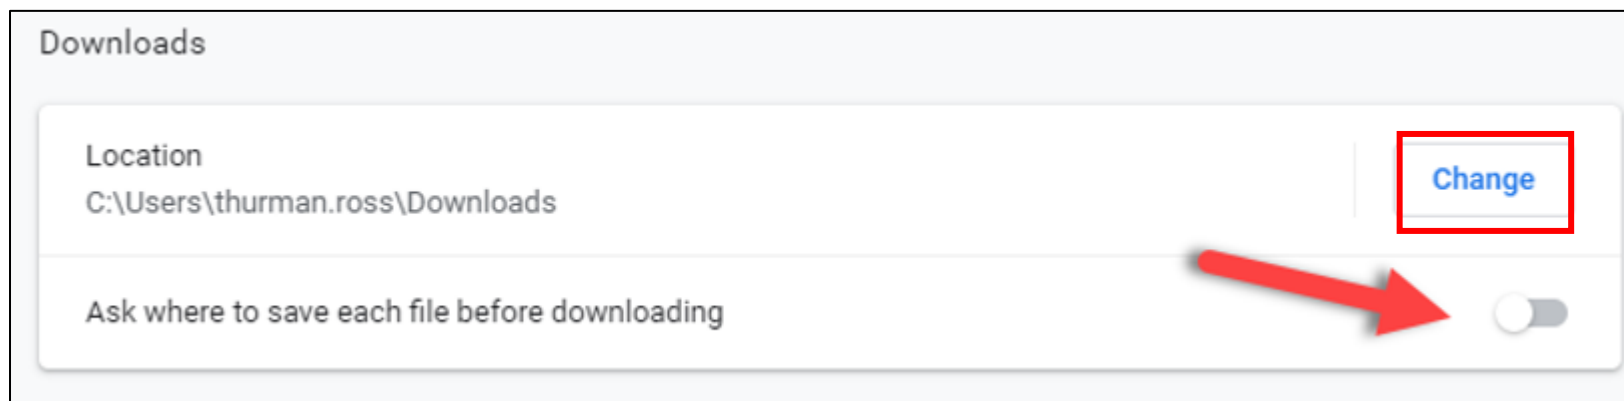 Downloads
Location
C:\Users\thurman.ross\Downloads
Change
Ask where to save each file before downloading